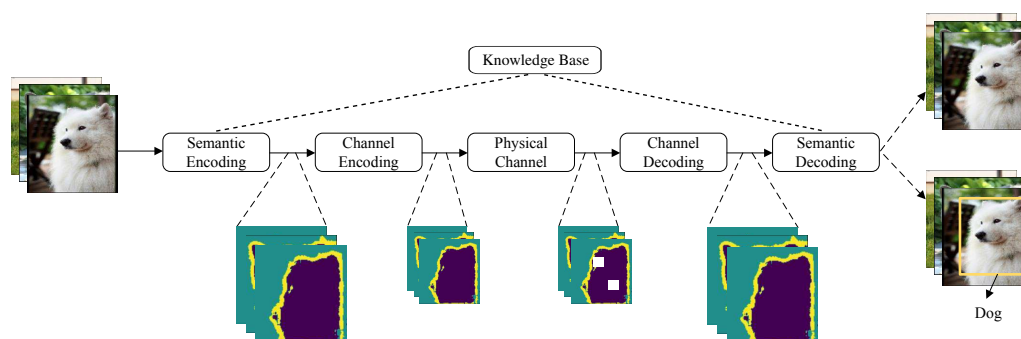 Knowledge Base
Semantic
Encoding
Channel
Encoding
Physical
Channel
Channel
Decoding
Semantic
Decoding
Dog